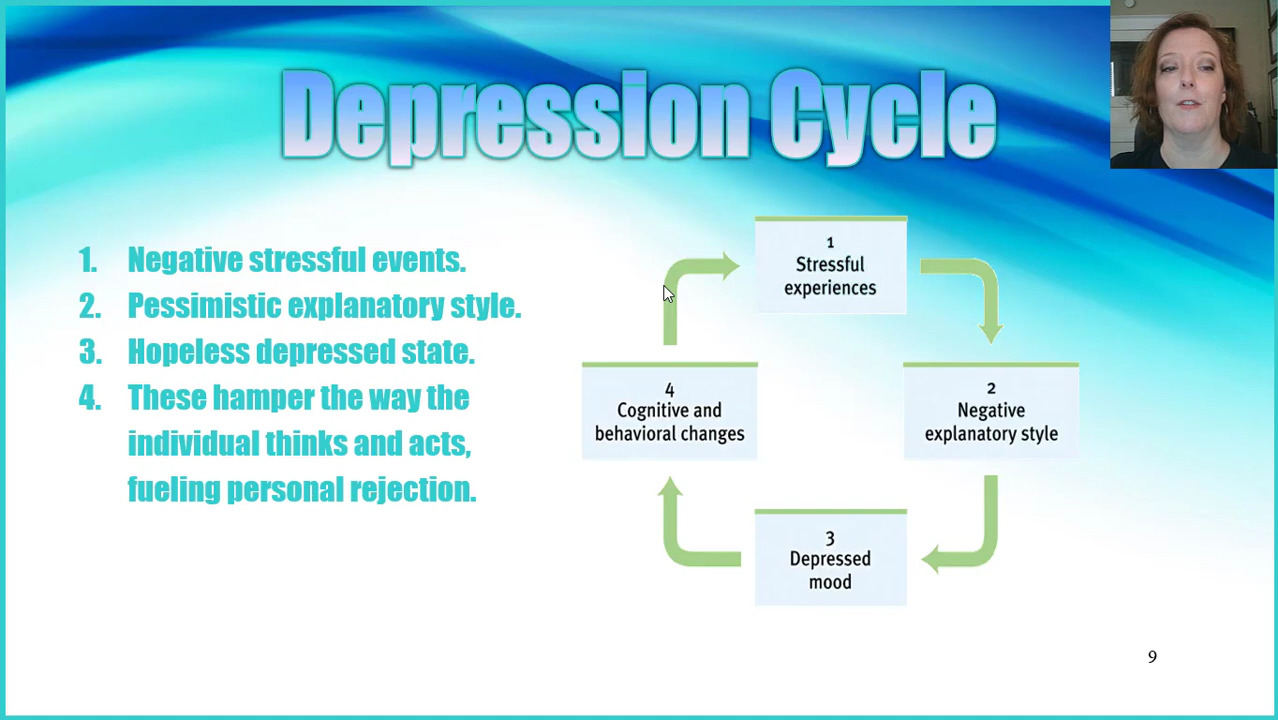 Depression Cycle
1. Negative stressful events.
2. Pessimistic explanatory style.
3. Hopeless depressed state.
4. These hamper the way the
individual thinks and acts,
fueling personal rejection.
1
Stressful
experiences
2
Negative
explanatory style
3
Depressed
mood
4
Cognitive and
behavioral changes
9